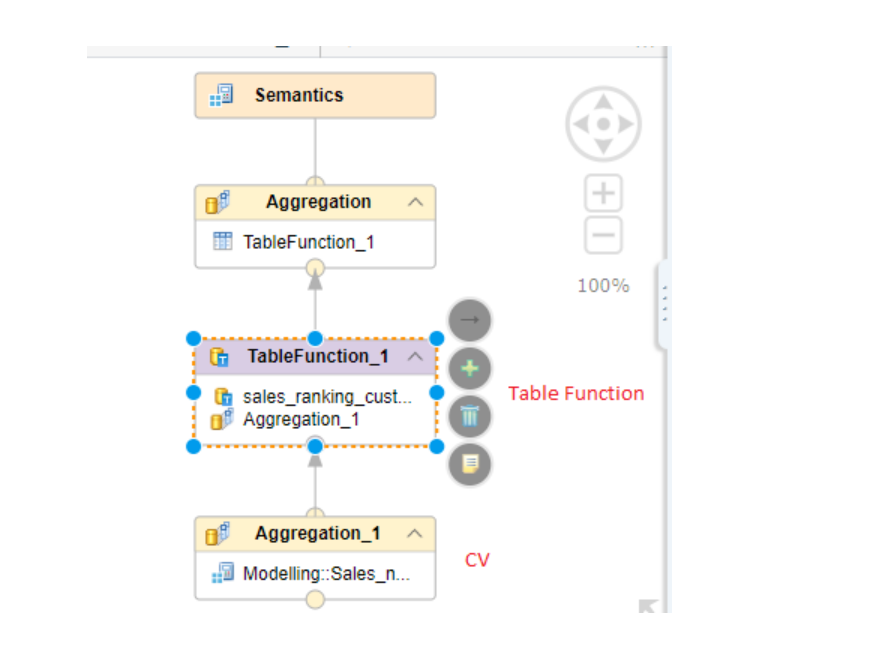 Semantics
Aggregation
TableFunction_1
100%
TableFunction_1
sales_ranking_cust...
Aggregation_1
Table Function
Aggregation_1
Modelling::Sales_n...
CV